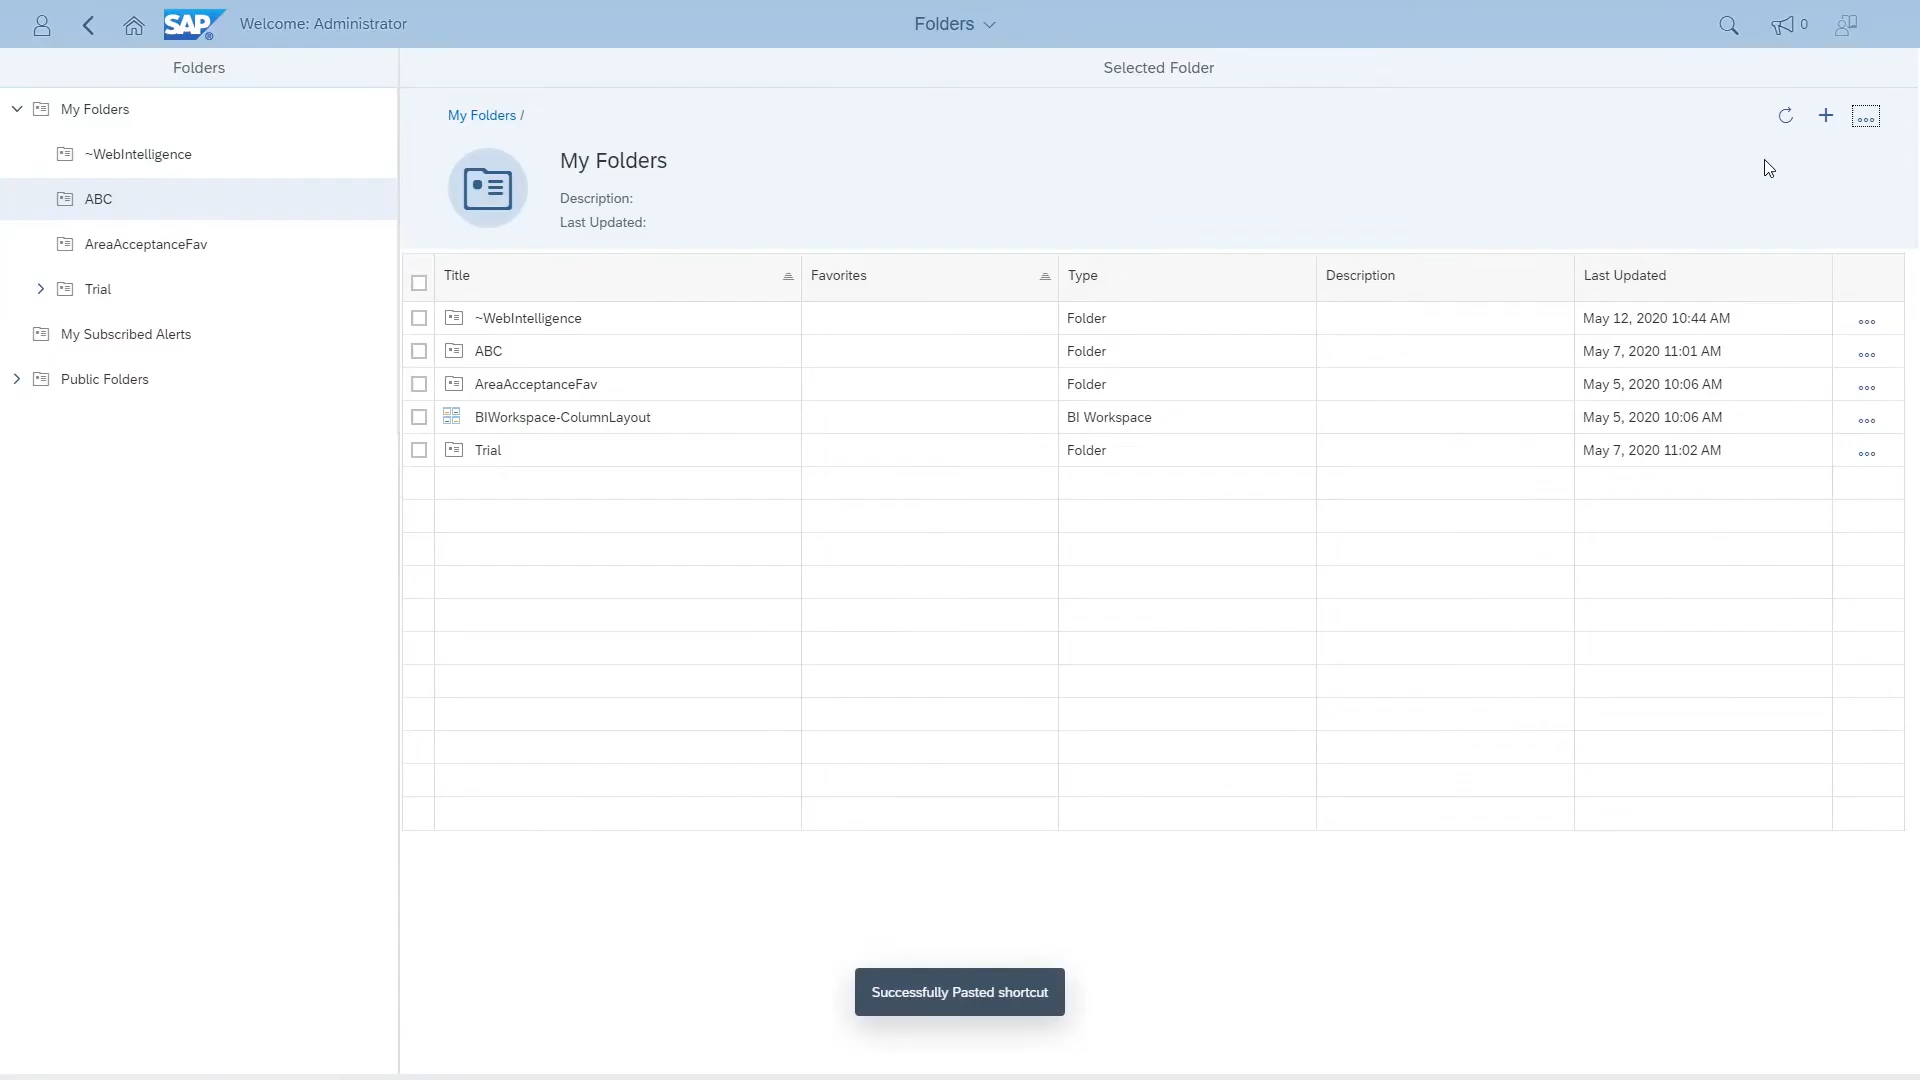 SAP®
Welcome: Administrator
Folders
0
Folders
Selected Folder
My Folders
~WebIntelligence
ABC
AreaAcceptanceFav
Trial
My Subscribed Alerts
Public Folders
My Folders /
My Folders
Description:
Last Updated:
Title Favorites Type Description Last Updated
~WebIntelligence Folder May 12, 2020 10:44 AM
ABC Folder May 7, 2020 11:01 AM
AreaAcceptanceFav Folder May 5, 2020 10:06 AM
BIWorkspace-ColumnLayout BI Workspace May 5, 2020 10:06 AM
Trial Folder May 7, 2020 11:02 AM
Successfully Pasted shortcut